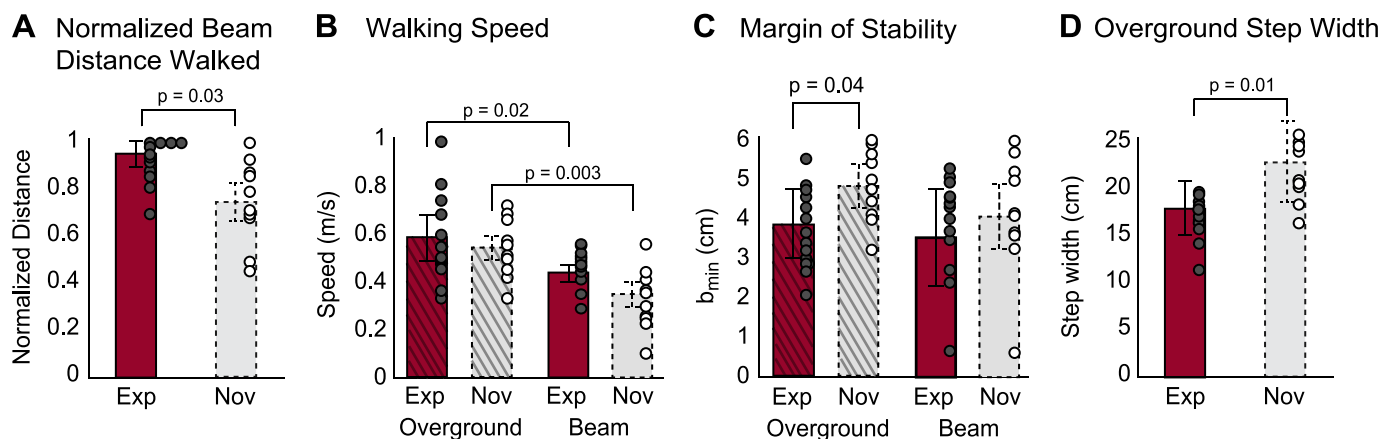 A Normalized Beam
Distance Walked
p = 0.03
Normalized Distance
1
0.8
0.6
0.4
0.2
0
Exp Nov
B Walking Speed
p = 0.02
p = 0.003
Speed (m/s)
1
0.8
0.6
0.4
0.2
0
Exp Nov Exp Nov
Overground Beam
C Margin of Stability
p = 0.04
bmin (cm)
6
5
4
3
2
1
0
Exp Nov Exp Nov
Overground Beam
D Overground Step Width
p = 0.01
Step width (cm)
25
20
15
10
5
0
Exp Nov